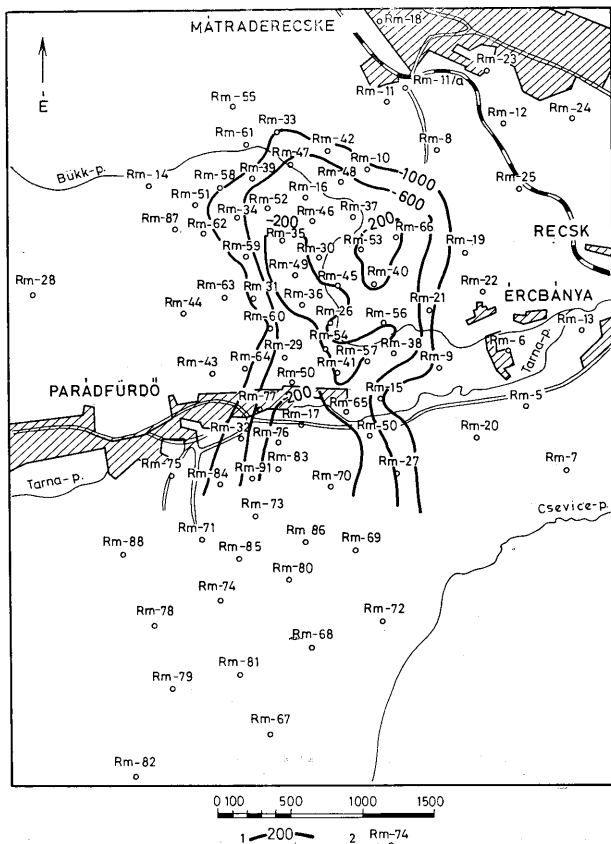 Rm-18
MÁTRADERECSKE
Rm-23
Rm-11/a
Rm-11
Rm-24
É
Rm-55
Rm-12
Rm-33
Rm-61
Rm-42
Rm-8
Rm-47
Rm-10
-1000
Rm-39
Rm-48
Bükk-p.
Rm-14
Rm-58
-600
Rm-25
Rm-16
Rm-51
Rm-52
Rm-34
Rm-46
Rm-37
-200
-200
Rm-87
Rm-62
Rm-66
RECSK
Rm-35
Rm-53
Rm-19
Rm-59
Rm-30
Rm-49
Rm-40
Rm-28
Rm-63
Rm-31
Rm-45
Rm-22
ÉRCBÁNYA
Rm-44
Rm-36
Rm-21
Rm-60
Rm-26
Rm-56
Rm-13
Rm-54
Rm-29
Rm-57
Rm-38
Rm-6
Rm-43
Rm-64
Rm-41
Rm-9
Tarna-p.
Rm-50
PARÁDFÜRDŐ
Rm-77
-200
Rm-15
Rm-5
Rm-65
Rm-17
Rm-32
Rm-76
Rm-50
Rm-20
Rm-75
Rm-83
Rm-7
Tarna-p.
Rm-84
Rm-91
Rm-70
Rm-27
Rm-73
Csevice-p.
Rm-71
Rm-86
Rm-88
Rm-85
Rm-69
Rm-80
Rm-74
Rm-78
Rm-72
Rm-68
Rm-81
Rm-79
Rm-67
Rm-82
0 100 500 1000 1500
1 200 2 Rm-74